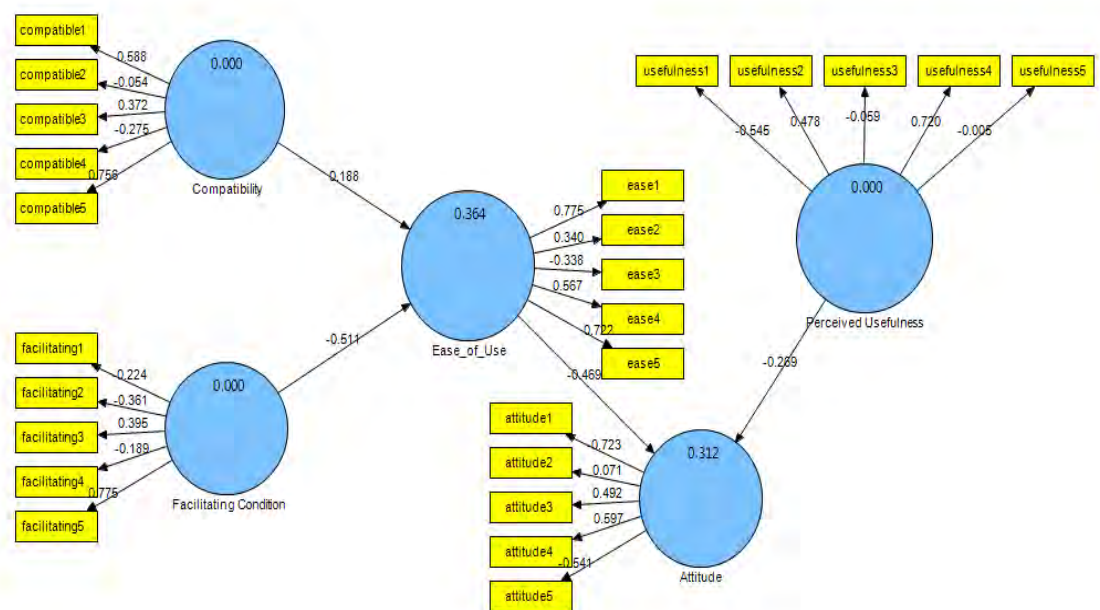 compatible1
compatible2
compatible3
compatible4
compatible5
0.588
-0.054
0.372
-0.275
0.756
0.000
Compatibility
0.188
facilitating1
facilitating2
facilitating3
facilitating4
facilitating5
-0.224
-0.361
0.395
-0.189
0.775
0.000
Facilitating Condition
-0.511
0.364
Ease_of_Use
ease1
ease2
ease3
ease4
ease5
0.775
0.340
-0.338
0.567
0.722
-0.469
usefulness1
usefulness2
usefulness3
usefulness4
usefulness5
-0.545
0.478
-0.059
0.720
-0.005
0.000
Perceived Usefulness
-0.269
attitude1
attitude2
attitude3
attitude4
attitude5
-0.723
0.071
0.492
0.597
-0.541
0.312
Attitude